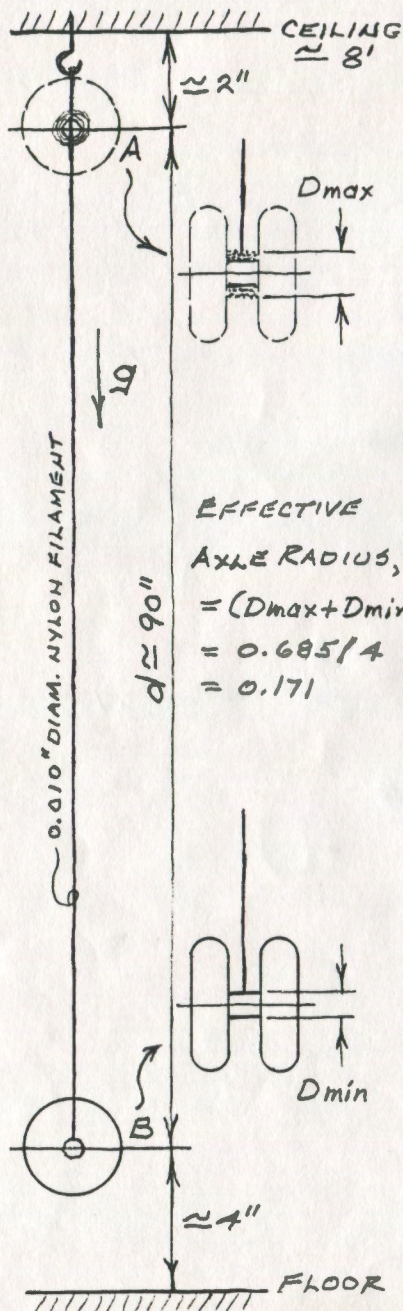 CEILING
≃ 8'
≃2"
A
Dmax
g
0.010" DIAM. NYLON FILAMENT
d≃90"
EFFECTIVE
AXLE RADIUS,
= (Dmax+Dmin
= 0.685/4
= 0.171
B
Dmin
≃4"
FLOOR